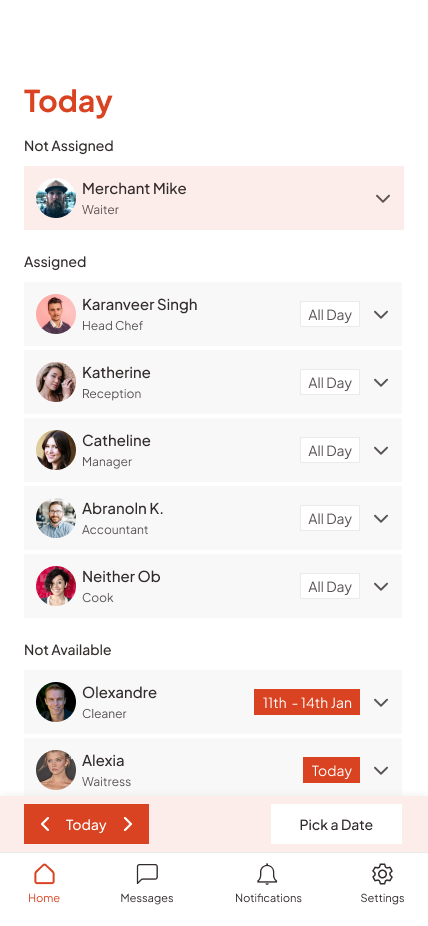 Today
Not Assigned
Merchant Mike
Waiter
Assigned
Karanveer Singh
Head Chef
All Day
Katherine
Reception
All Day
Catheline
Manager
All Day
Abranoln K.
Accountant
All Day
Neither Ob
Cook
All Day
Not Available
Olexandre
Cleaner
11th - 14th Jan
Alexia
Waitress
Today
Today
Pick a Date
Home
Messages
Notifications
Settings